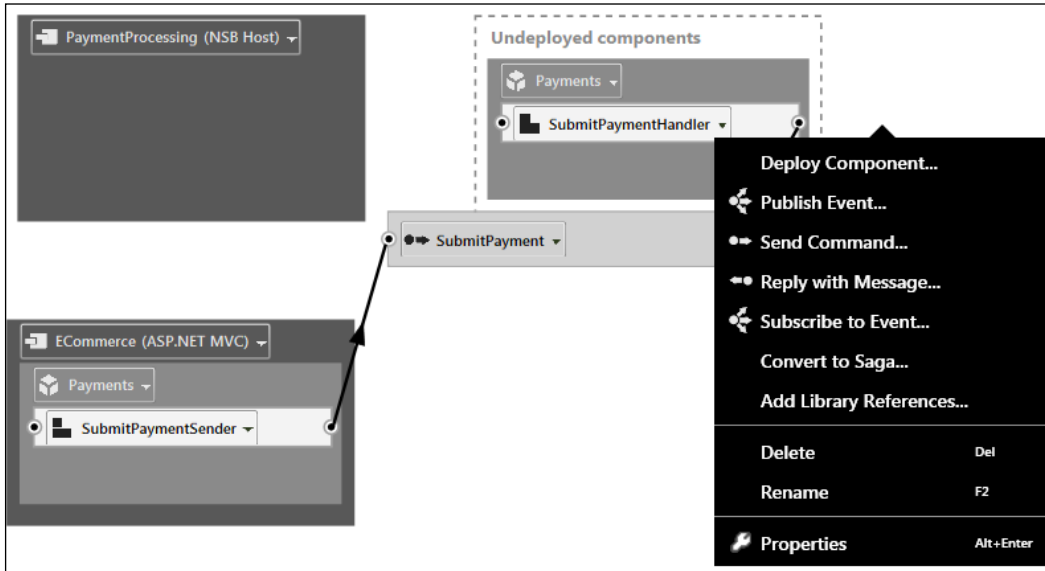 PaymentProcessing (NSB Host)
Undeployed components
Payments
SubmitPaymentHandler
Deploy Component...
Publish Event...
SubmitPayment
Send Command...
Reply with Message...
Subscribe to Event...
ECommerce (ASP.NET MVC)
Convert to Saga...
Payments
Add Library References...
SubmitPaymentSender
Delete Del
Rename F2
Properties Alt+Enter